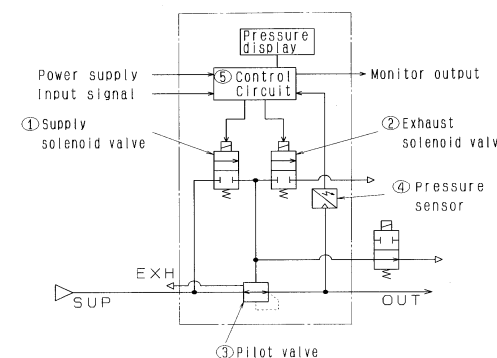 Pressure
display
Power supply
Input signal
⑤ Control
Circuit
Monitor output
① Supply
solenoid valve
② Exhaust
solenoid valv
④ Pressure
sensor
EXH
SUP
OUT
③ Pilot valve